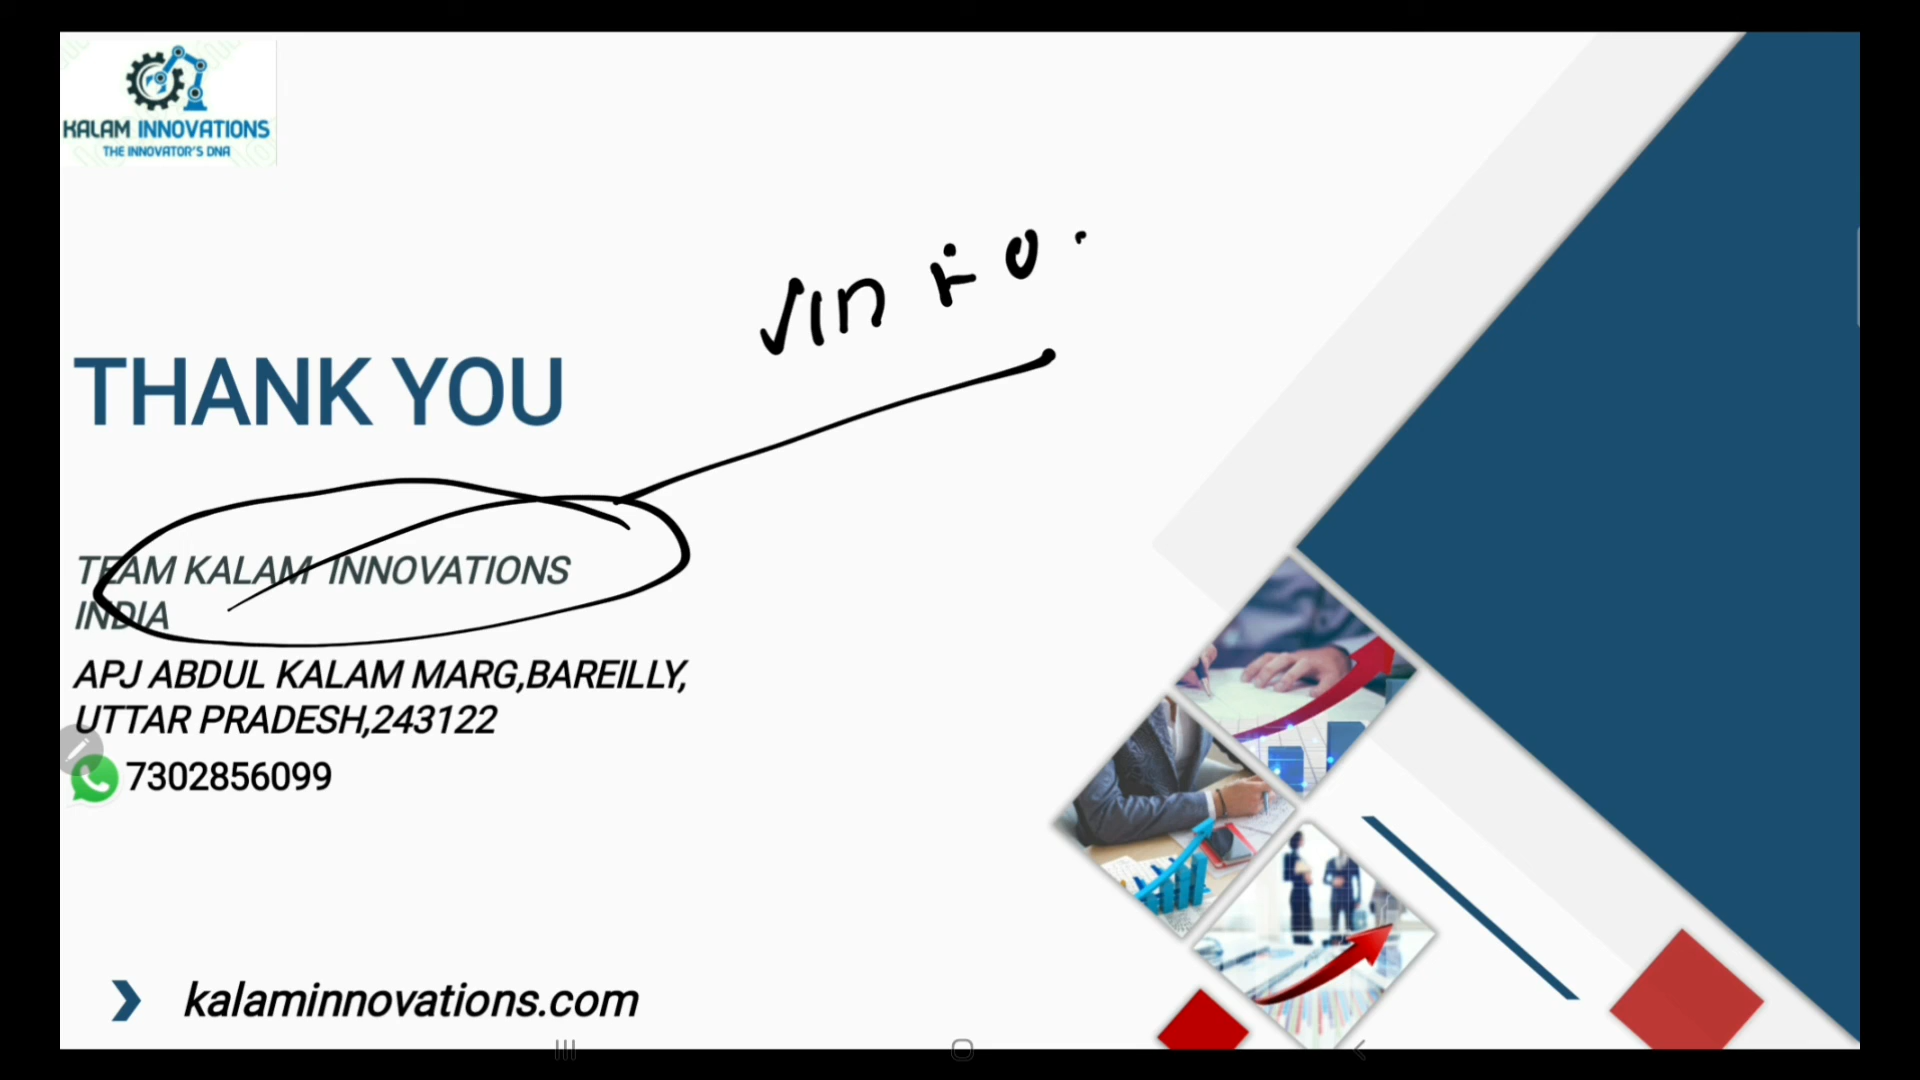 KALAM INNOVATIONS
THE INNOVATOR'S DNA
THANK YOU
TEAM KALAM INNOVATIONS
INDIA
APJ ABDUL KALAM MARG,BAREILLY,
UTTAR PRADESH,243122
7302856099
kalaminnovations.com